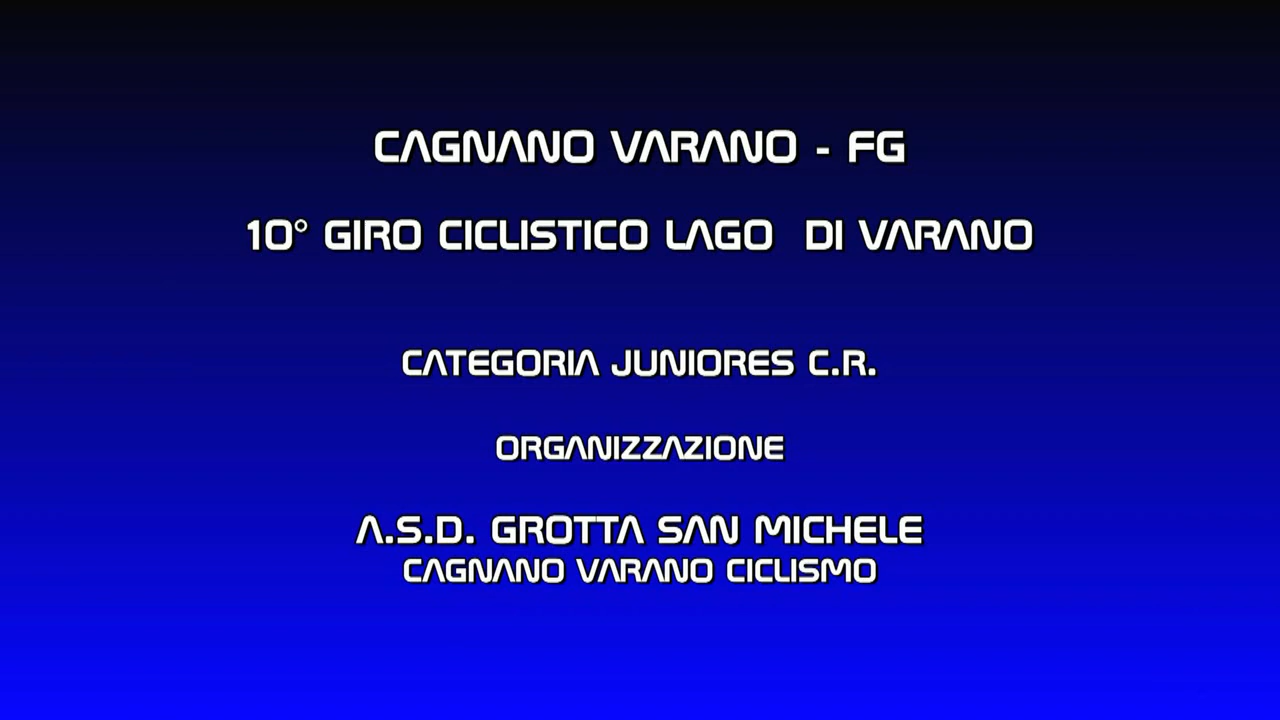 CAGNANO VARANO - FG
10° GIRO CICLISTICO LAGO DI VARANO
CATEGORIA JUNIORES C.R.
ORGANIZZAZIONE
A.S.D. GROTTA SAN MICHELE
CAGNANO VARANO CICLISMO